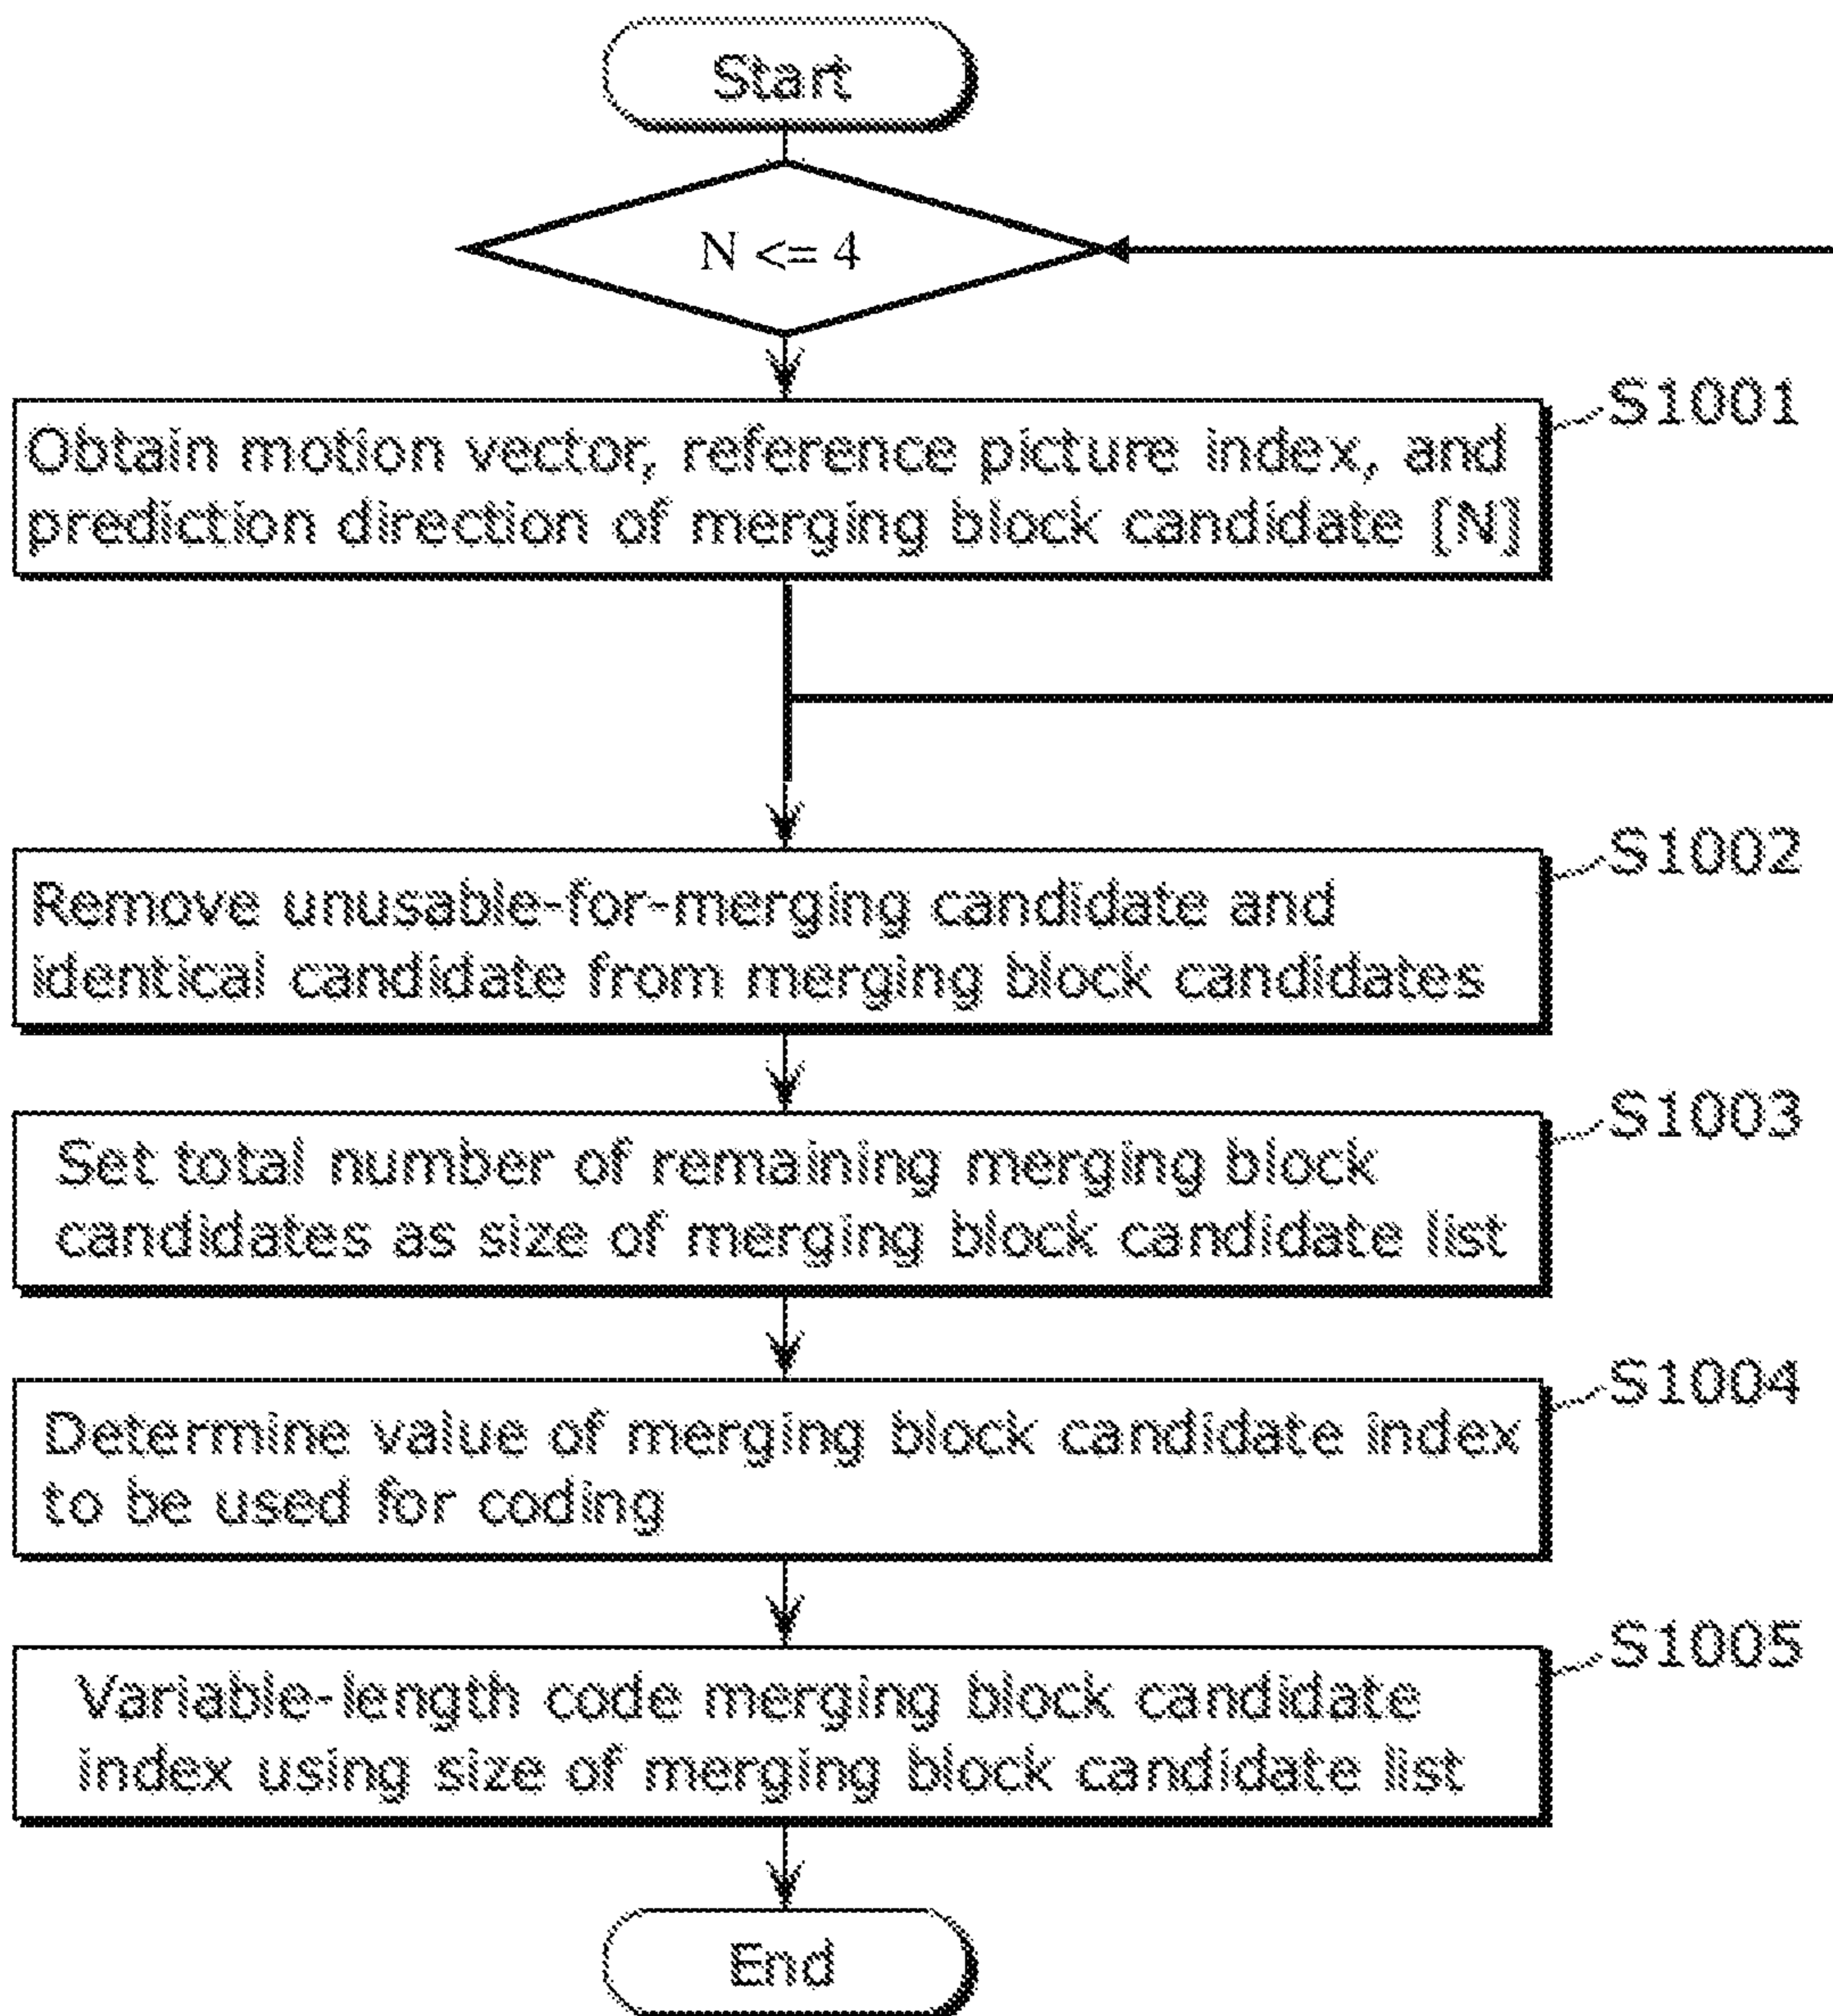 Start
N <= 4
S1001
Obtain motion vector, reference picture index, and
prediction direction of merging block candidate [N]
S1002
Remove unusable-for-merging candidate and
identical candidate from merging block candidates
S1003
Set total number of remaining merging block
candidates as size of merging block candidate list
S1004
Determine value of merging block candidate index
to be used for coding
S1005
Variable-length code merging block candidate
index using size of merging block candidate list
End